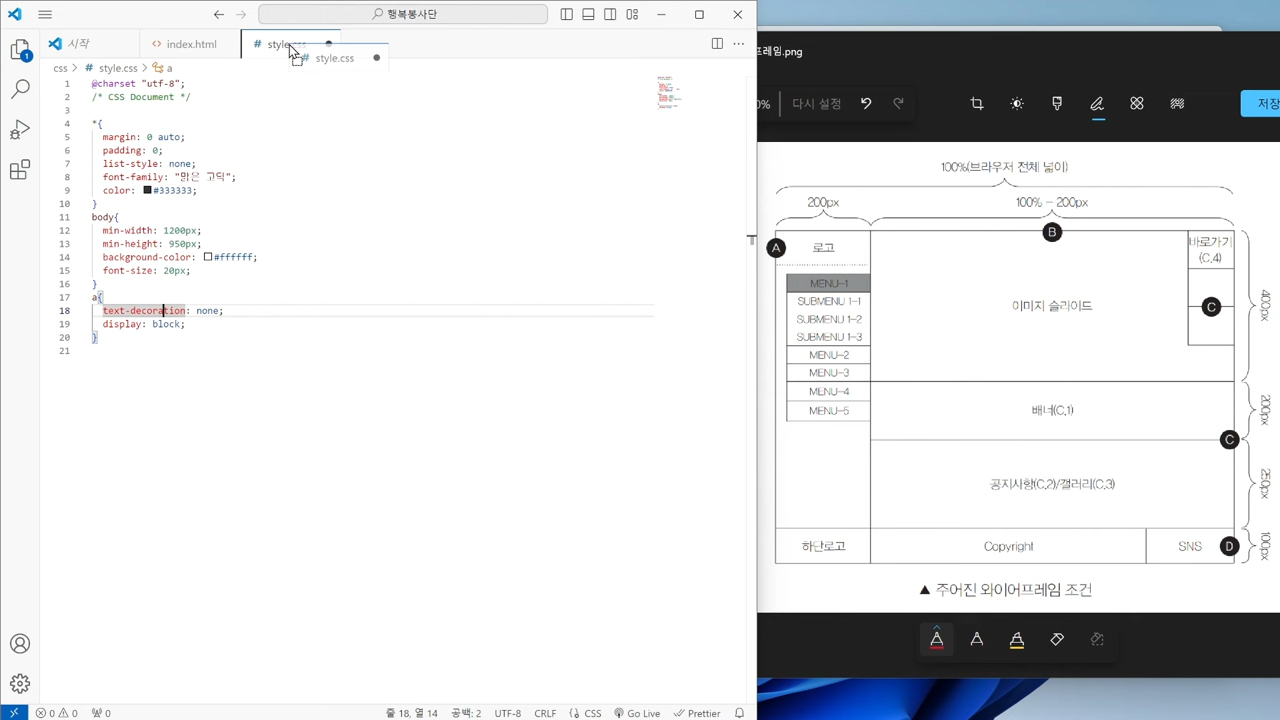 행복봉사단
시작
index.html
style.css
style.css
css > style.css > a
1
@charset "utf-8";
2
/* CSS Document */
3
4
*{
5
margin: 0 auto;
6
padding: 0;
7
list-style: none;
8
font-family: "맑은 고딕";
9
color: #333333;
10
}
11
body{
12
min-width: 1200px;
13
min-height: 950px;
14
background-color: #ffffff;
15
font-size: 20px;
16
}
17
a{
18
text-decoration: none;
19
display: block;
20
}
21
1
0 0
0
줄 18, 열 14
공백: 2
UTF-8
CRLF
{} CSS
Go Live
Prettier
레임.png
0%
다시 설정
저장
100%(브라우저 전체 넓이)
200px
100% - 200px
A
로고
B
바로가기
(C.4)
MENU-1
SUBMENU 1-1
SUBMENU 1-2
SUBMENU 1-3
MENU-2
MENU-3
MENU-4
MENU-5
이미지 슬라이드
C
400px
배너(C.1)
200px
C
공지사항(C.2)/갤러리(C.3)
250px
하단로고
Copyright
SNS
D
100px
▲ 주어진 와이어프레임 조건